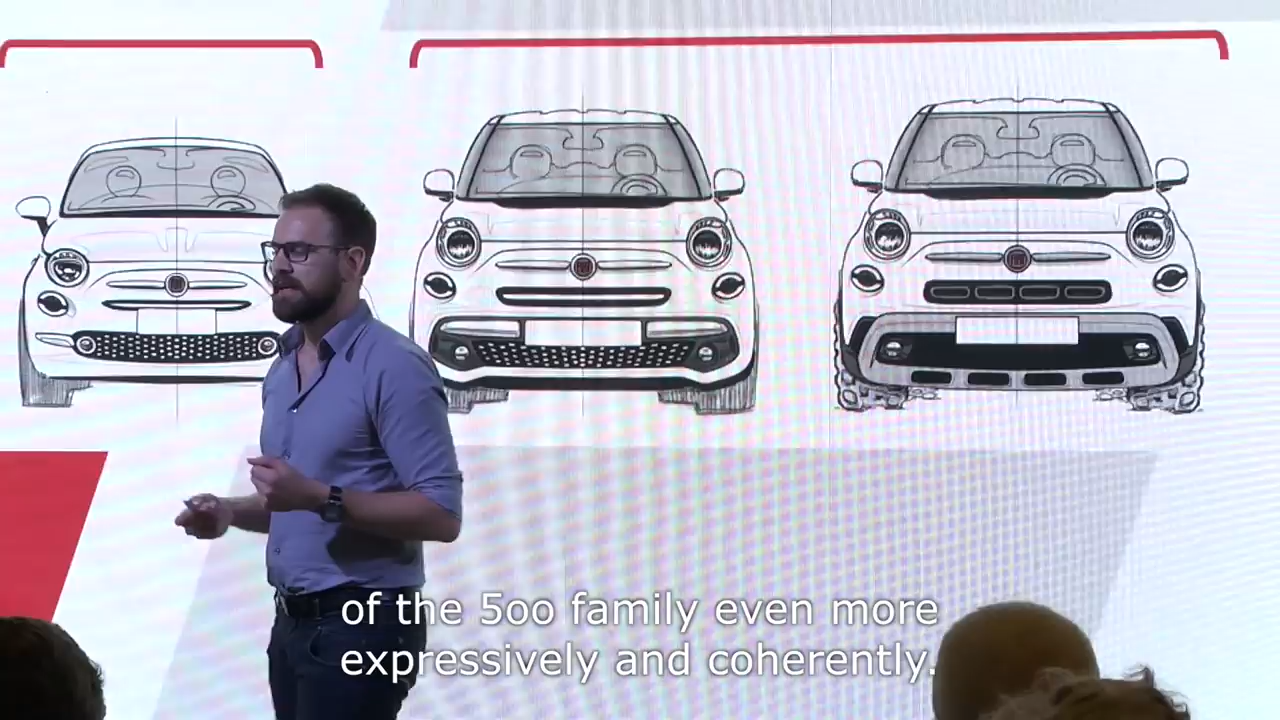 of the 5oo family even more
expressively and coherently.